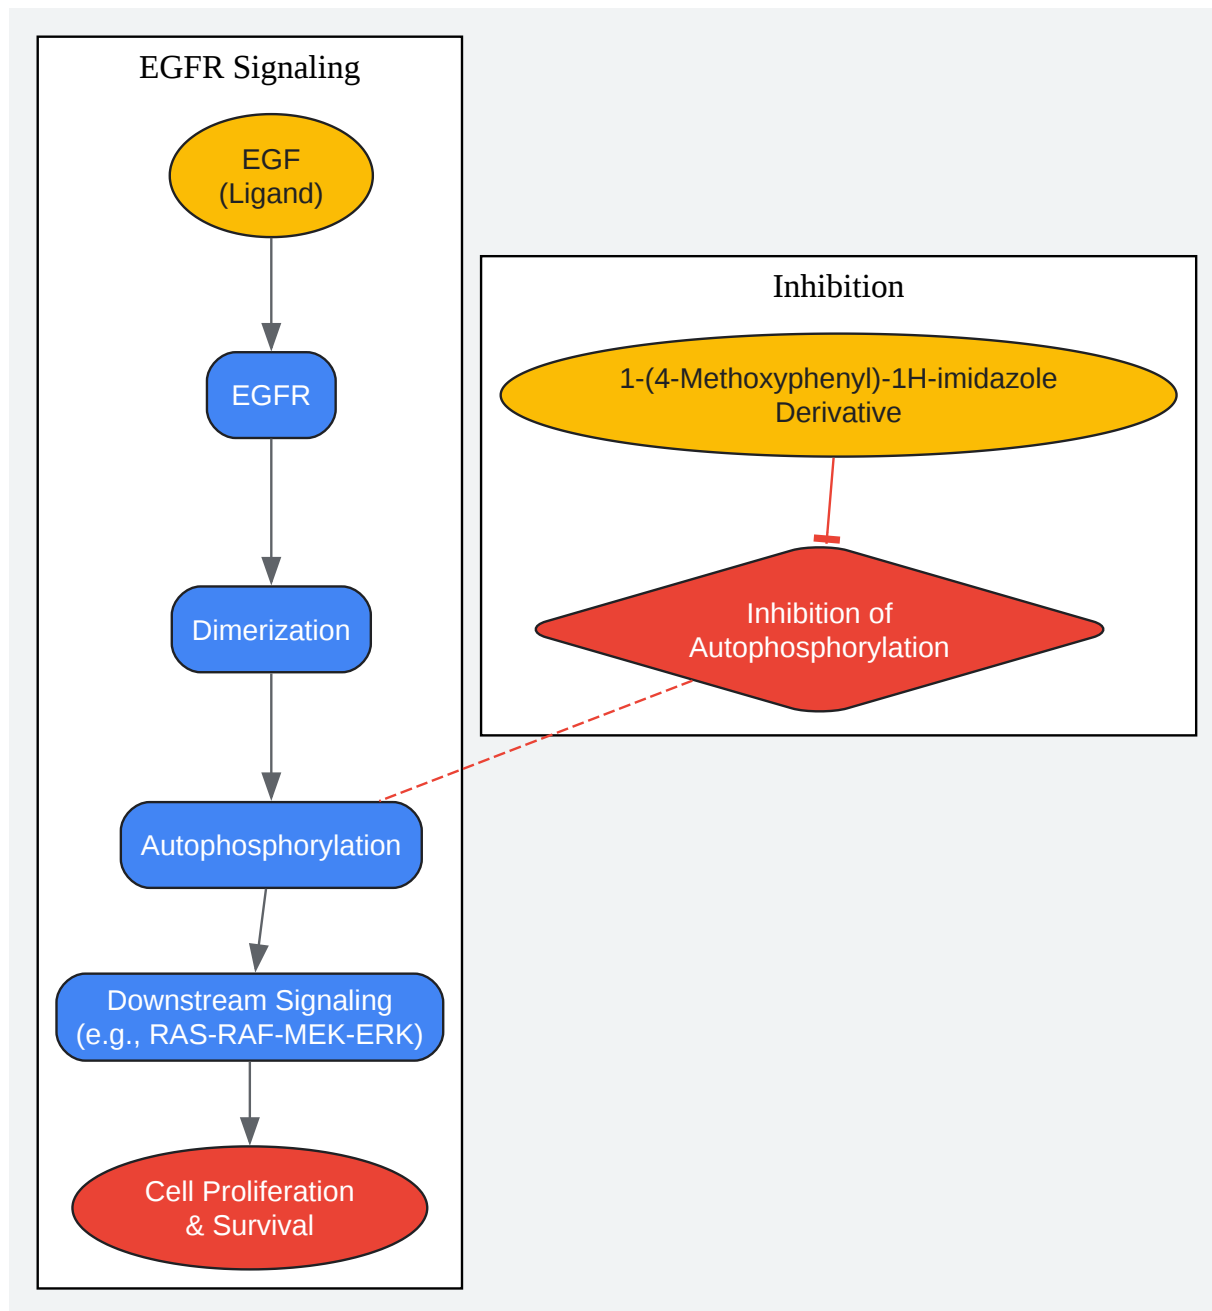 EGFR Signaling
EGF
(Ligand)
EGFR
Dimerization
Autophosphorylation
Downstream Signaling
(e.g., RAS-RAF-MEK-ERK)
Cell Proliferation
& Survival
Inhibition
1-(4-Methoxyphenyl)-1H-imidazole
Derivative
Inhibition of
Autophosphorylation